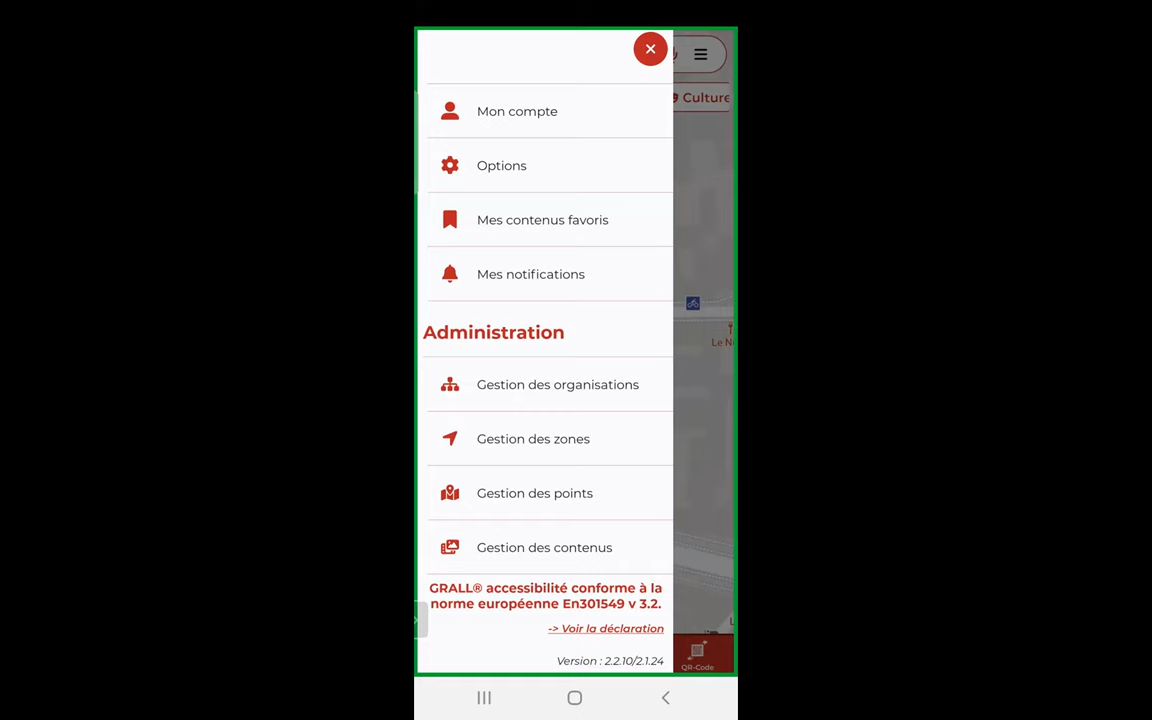 Culture
Mon compte
Options
Mes contenus favoris
Mes notifications
Administration
Gestion des organisations
Gestion des zones
Gestion des points
Gestion des contenus
GRALL® accessibilité conforme à la
norme européenne En301549 v 3.2.
-> Voir la déclaration
Version : 2.2.10/2.1.24
Le
QR-Code